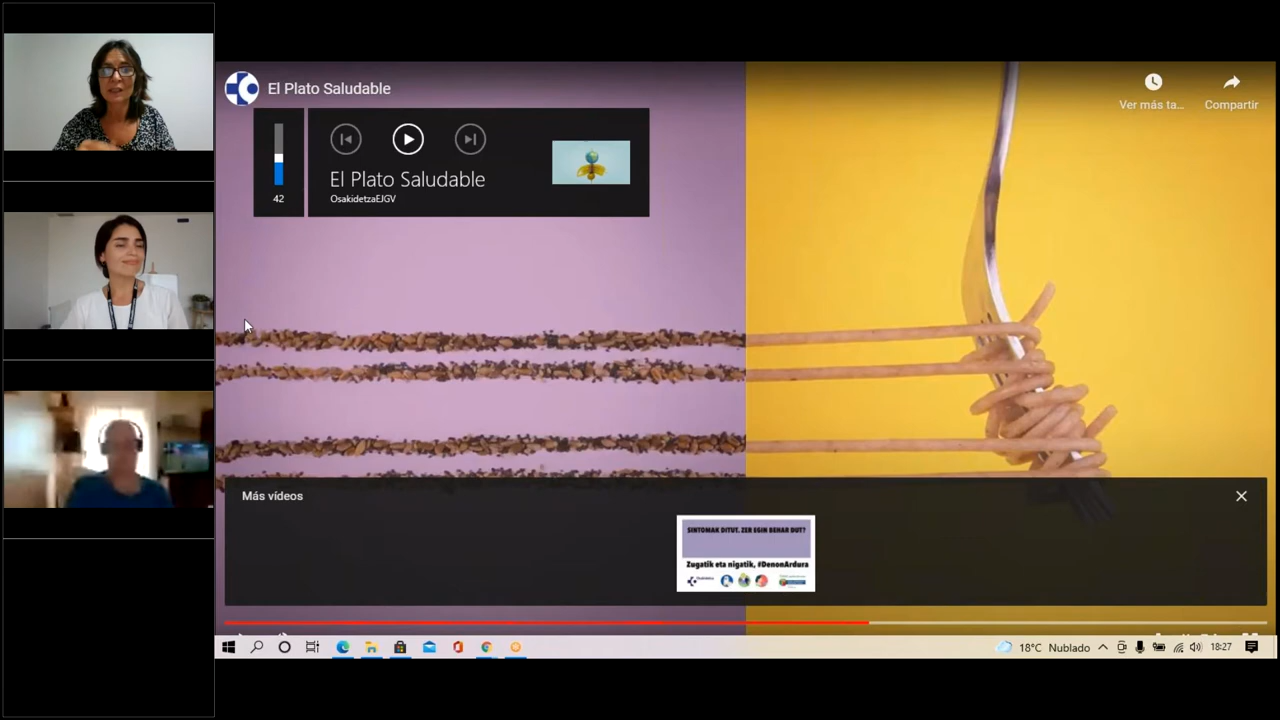 El Plato Saludable
Ver más ta...
Compartir
42
El Plato Saludable
OsakidetzaEJGV
Más vídeos
SINTOMAK DITUT. ZER EGIN BEHAR DUT?
Zugatik eta nigatik, #DenonArdura
Osakidetza
18°C Nublado
18:27